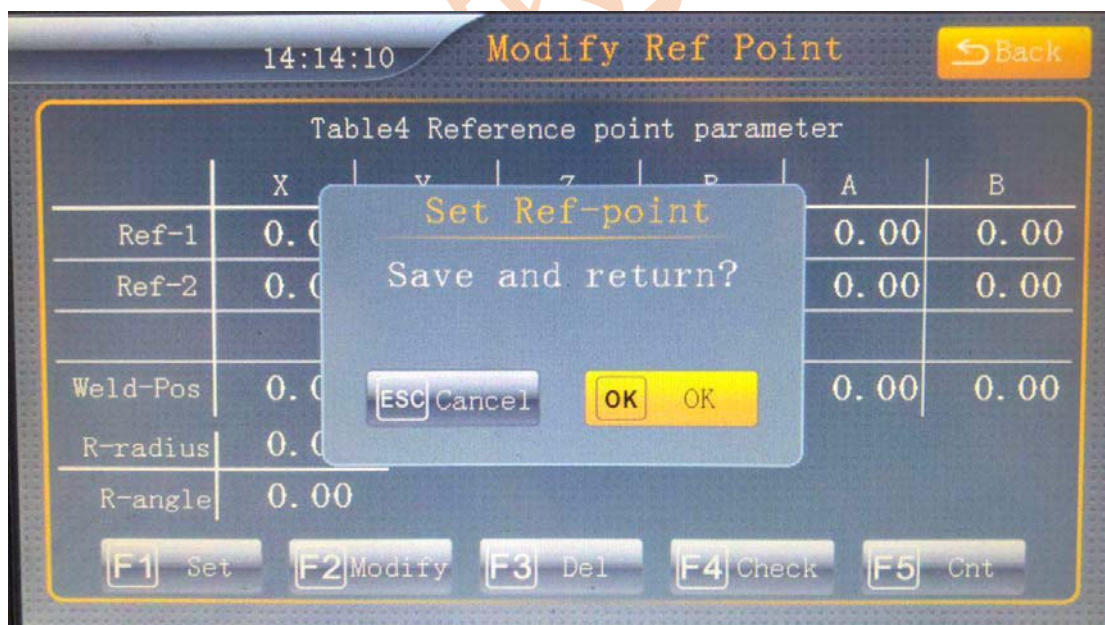 14:14:10 Modify Ref Point Back
Table4 Reference point parameter
X A B
Set Ref-point
Ref-1 0.00 0.00
Ref-2 0.00 0.00
Save and return?
Weld-Pos 0.00 0.00
ESC Cancel OK OK
R-radius
R-angle 0.00
F1 Set F2 Modify F3 Del F4 Check F5 Cnt